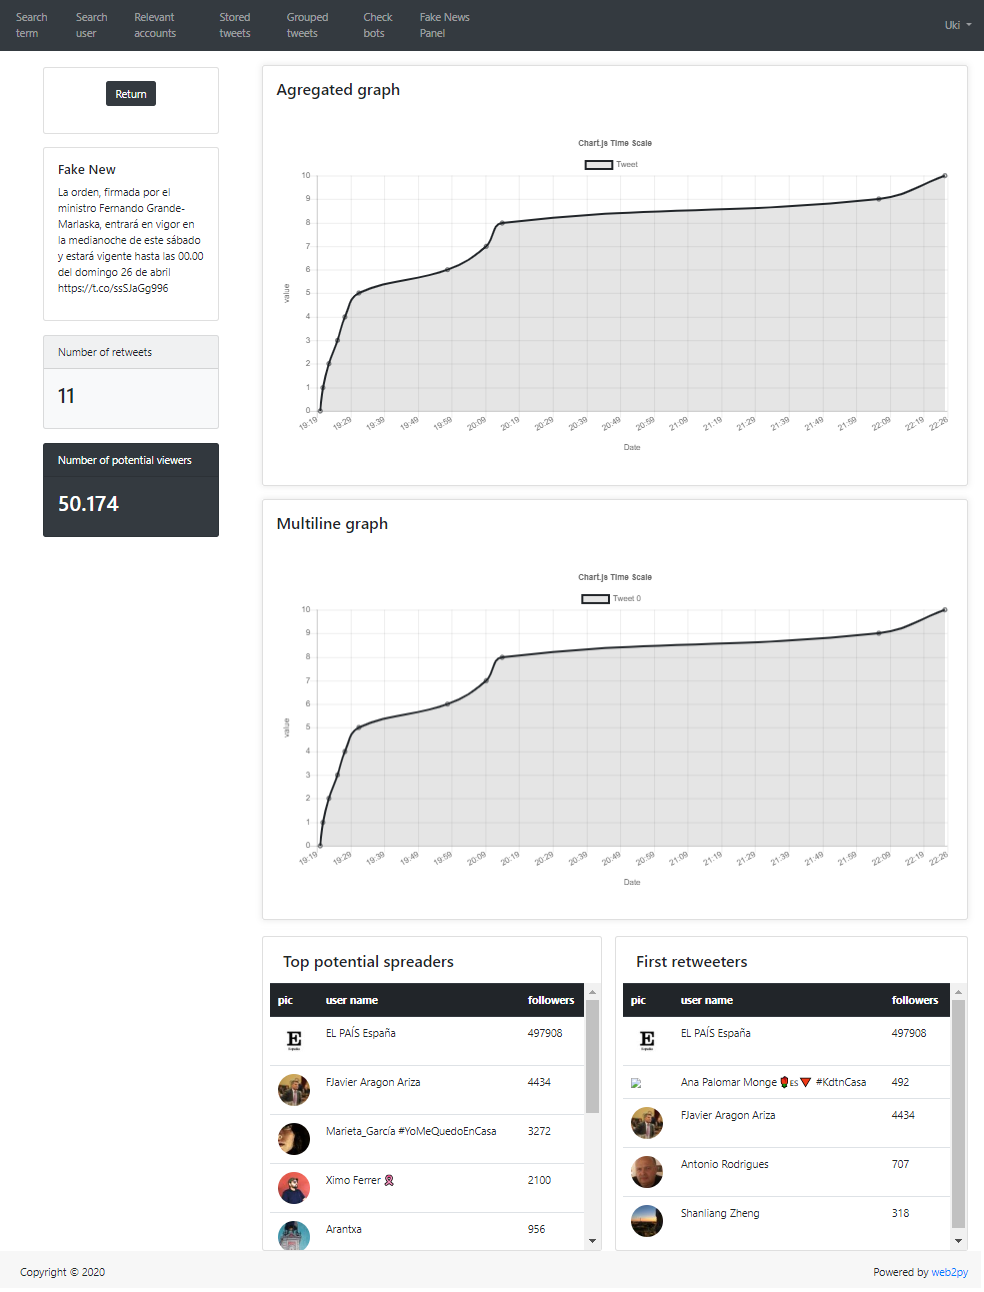 Search term
Search user
Relevant accounts
Stored tweets
Grouped tweets
Check bots
Fake News Panel
Uki
Return
Fake New
La orden, firmada por el
ministro Fernando Grande-
Marlaska, entrará en vigor en
la medianoche de este sábado
y estará vigente hasta las 00.00
del domingo 26 de abril
https://t.co/ssSJaGg996
Number of retweets
11
Number of potential viewers
50.174
Agregated graph
Chart.js Time Scale
Tweet
10
9
8
7
6
5
4
3
2
1
0
value
19:19 19:29 19:39 19:49 19:59 20:09 20:19 20:29 20:39 20:49 20:59 21:09 21:19 21:29 21:39 21:49 21:59 22:09 22:19 22:26
Date
Multiline graph
Chart.js Time Scale
Tweet 0
10
9
8
7
6
5
4
3
2
1
0
value
19:19 19:29 19:39 19:49 19:59 20:09 20:19 20:29 20:39 20:49 20:59 21:09 21:19 21:29 21:39 21:49 21:59 22:09 22:19 22:26
Date
Top potential spreaders
pic user name followers
E España EL PAÍS España 497908
FJavier Aragon Ariza 4434
Marieta_García #YoMeQuedoEnCasa 3272
Ximo Ferrer 2100
Arantxa 956
First retweeters
pic user name followers
E España EL PAÍS España 497908
Ana Palomar Monge 🌹ES🔻 #KdtnCasa 492
FJavier Aragon Ariza 4434
Antonio Rodrigues 707
Shanliang Zheng 318
Copyright © 2020
Powered by web2py